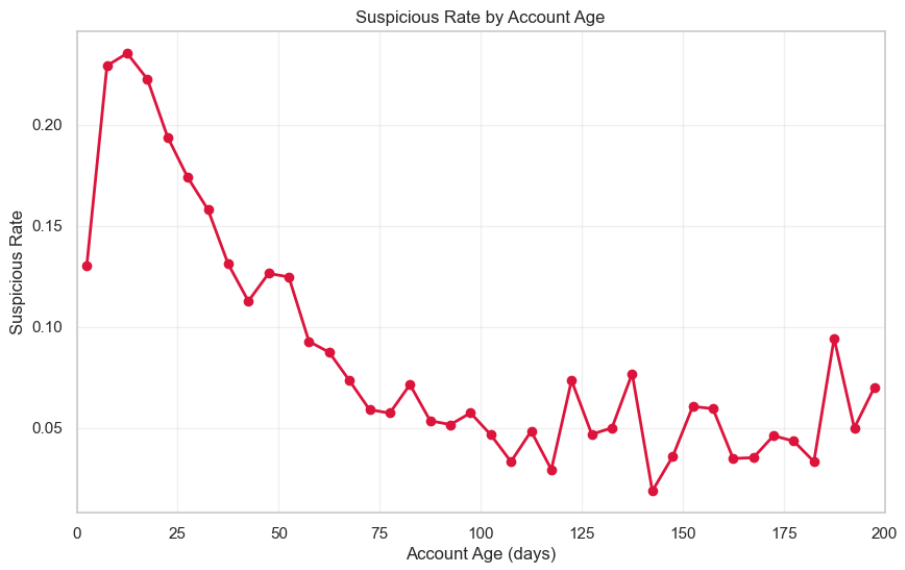 Suspicious Rate by Account Age
Suspicious Rate
0.20
0.15
0.10
0.05
0 25 50 75 100 125 150 175 200
Account Age (days)